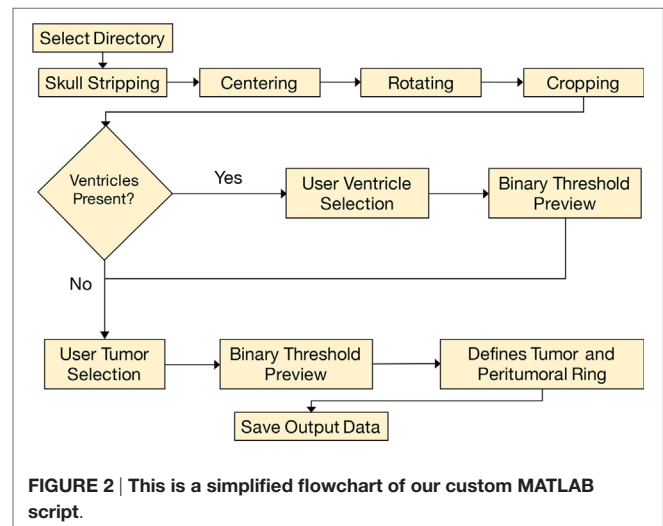 Select Directory
Skull Stripping
Centering
Rotating
Cropping
Ventricles
Present?
Yes
User Ventricle
Selection
Binary Threshold
Preview
No
User Tumor
Selection
Binary Threshold
Preview
Defines Tumor and
Peritumoral Ring
Save Output Data
FIGURE 2 | This is a simplified flowchart of our custom MATLAB
script.